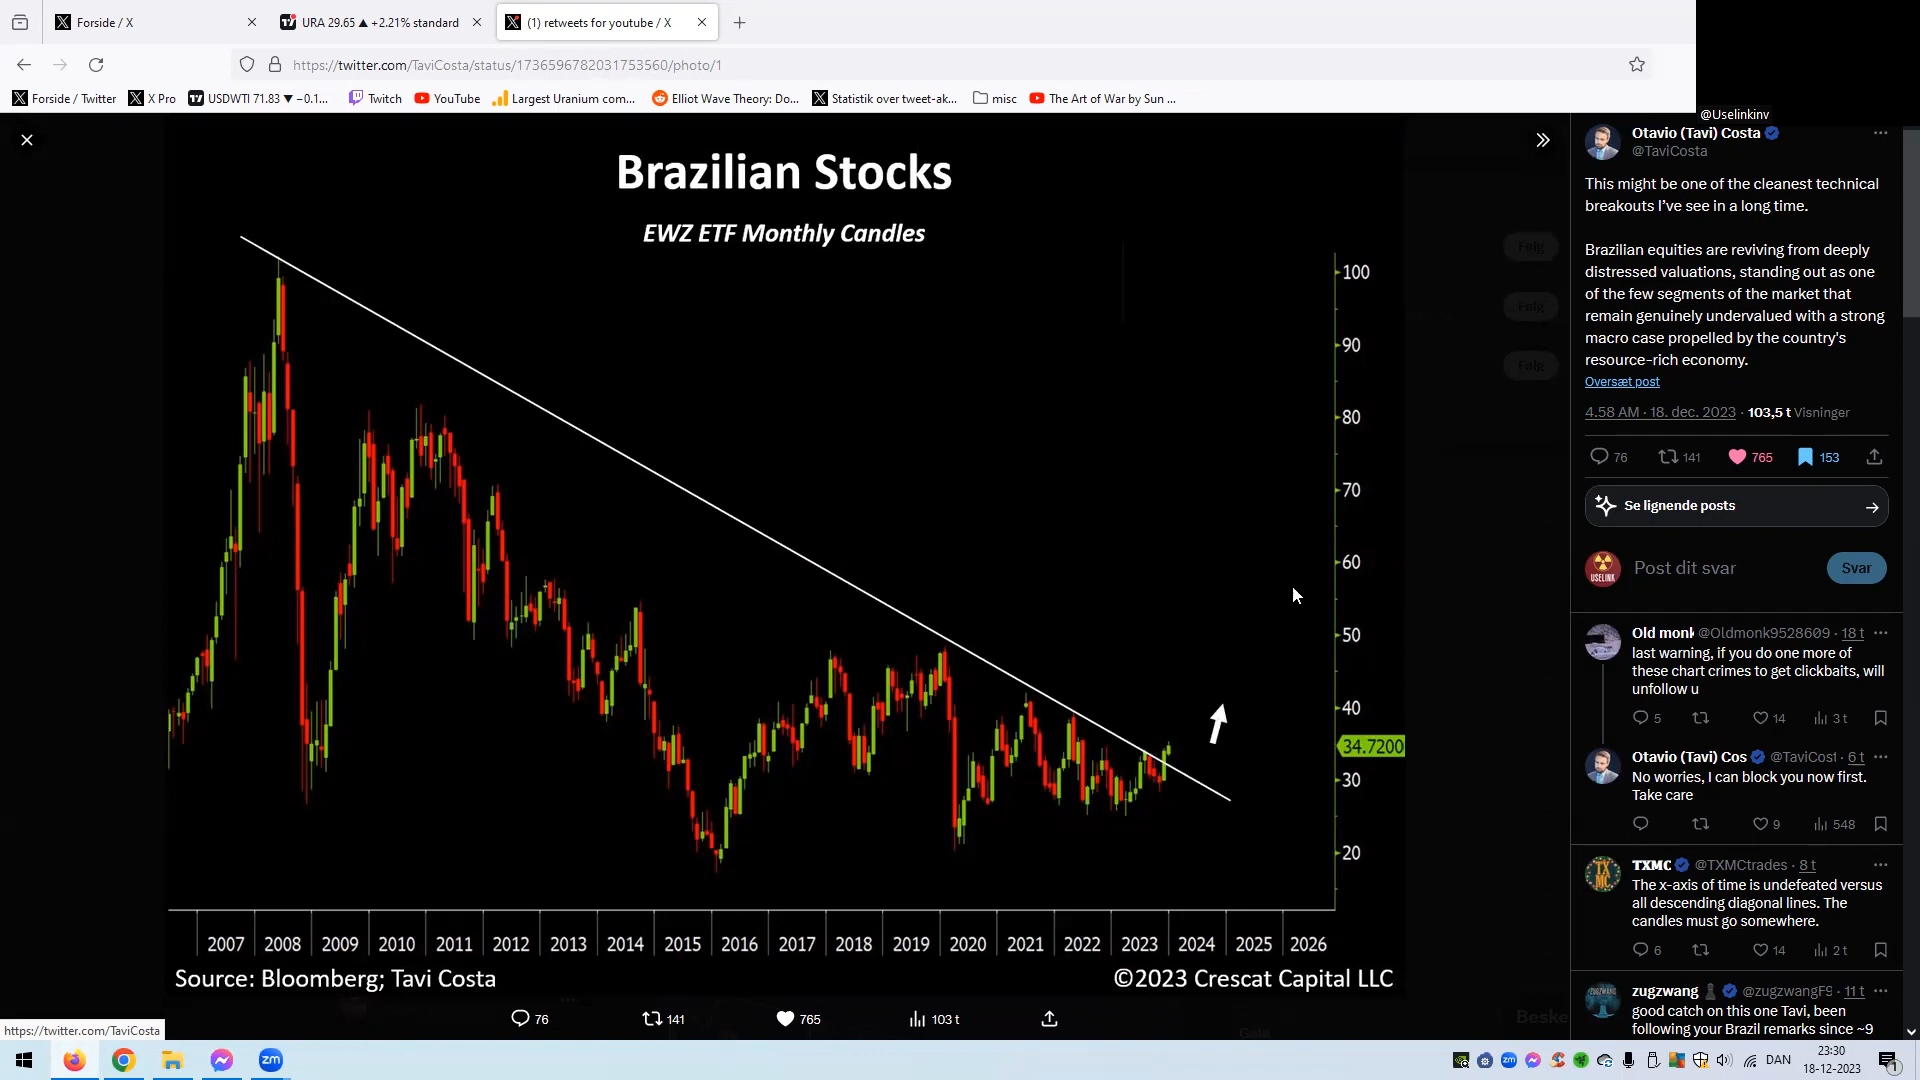 Forside / X
URA 29.65 ▲ +2.21% standard
(1) retweets for youtube / X
https://twitter.com/TaviCosta/status/1736596782031753560/photo/1
Forside / Twitter
X Pro
USDWTI 71.83 ▼ −0.1...
Twitch
YouTube
Largest Uranium com...
Elliot Wave Theory: Do...
Statistik over tweet-ak...
misc
The Art of War by Sun ...
@Uselinkinv
Brazilian Stocks
EWZ ETF Monthly Candles
100
90
80
70
60
50
40
34.7200
30
20
2007 2008 2009 2010 2011 2012 2013 2014 2015 2016 2017 2018 2019 2020 2021 2022 2023 2024 2025 2026
Source: Bloomberg; Tavi Costa
©2023 Crescat Capital LLC
76 141 765 103 t
Følg
Følg
Følg
Otavio (Tavi) Costa
@TaviCosta
This might be one of the cleanest technical
breakouts I've see in a long time.
Brazilian equities are reviving from deeply
distressed valuations, standing out as one
of the few segments of the market that
remain genuinely undervalued with a strong
macro case propelled by the country's
resource-rich economy.
Oversæt post
4.58 AM · 18. dec. 2023 · 103,5 t Visninger
76 141 765 153
Se lignende posts
USELINK
Post dit svar
Svar
Old monk @Oldmonk9528609 · 18 t
last warning, if you do one more of
these chart crimes to get clickbaits, will
unfollow u
5 14 3 t
Otavio (Tavi) Cos @TaviCost 6 t
No worries, I can block you now first.
Take care
9 548
TXMC @TXMCtrades · 8 t
The x-axis of time is undefeated versus
all descending diagonal lines. The
candles must go somewhere.
6 14 2 t
zugzwang @zugzwangF9 · 11 t
good catch on this one Tavi, been
following your Brazil remarks since ~9
https://twitter.com/TaviCosta
zm
DAN
23:30
18-12-2023
1